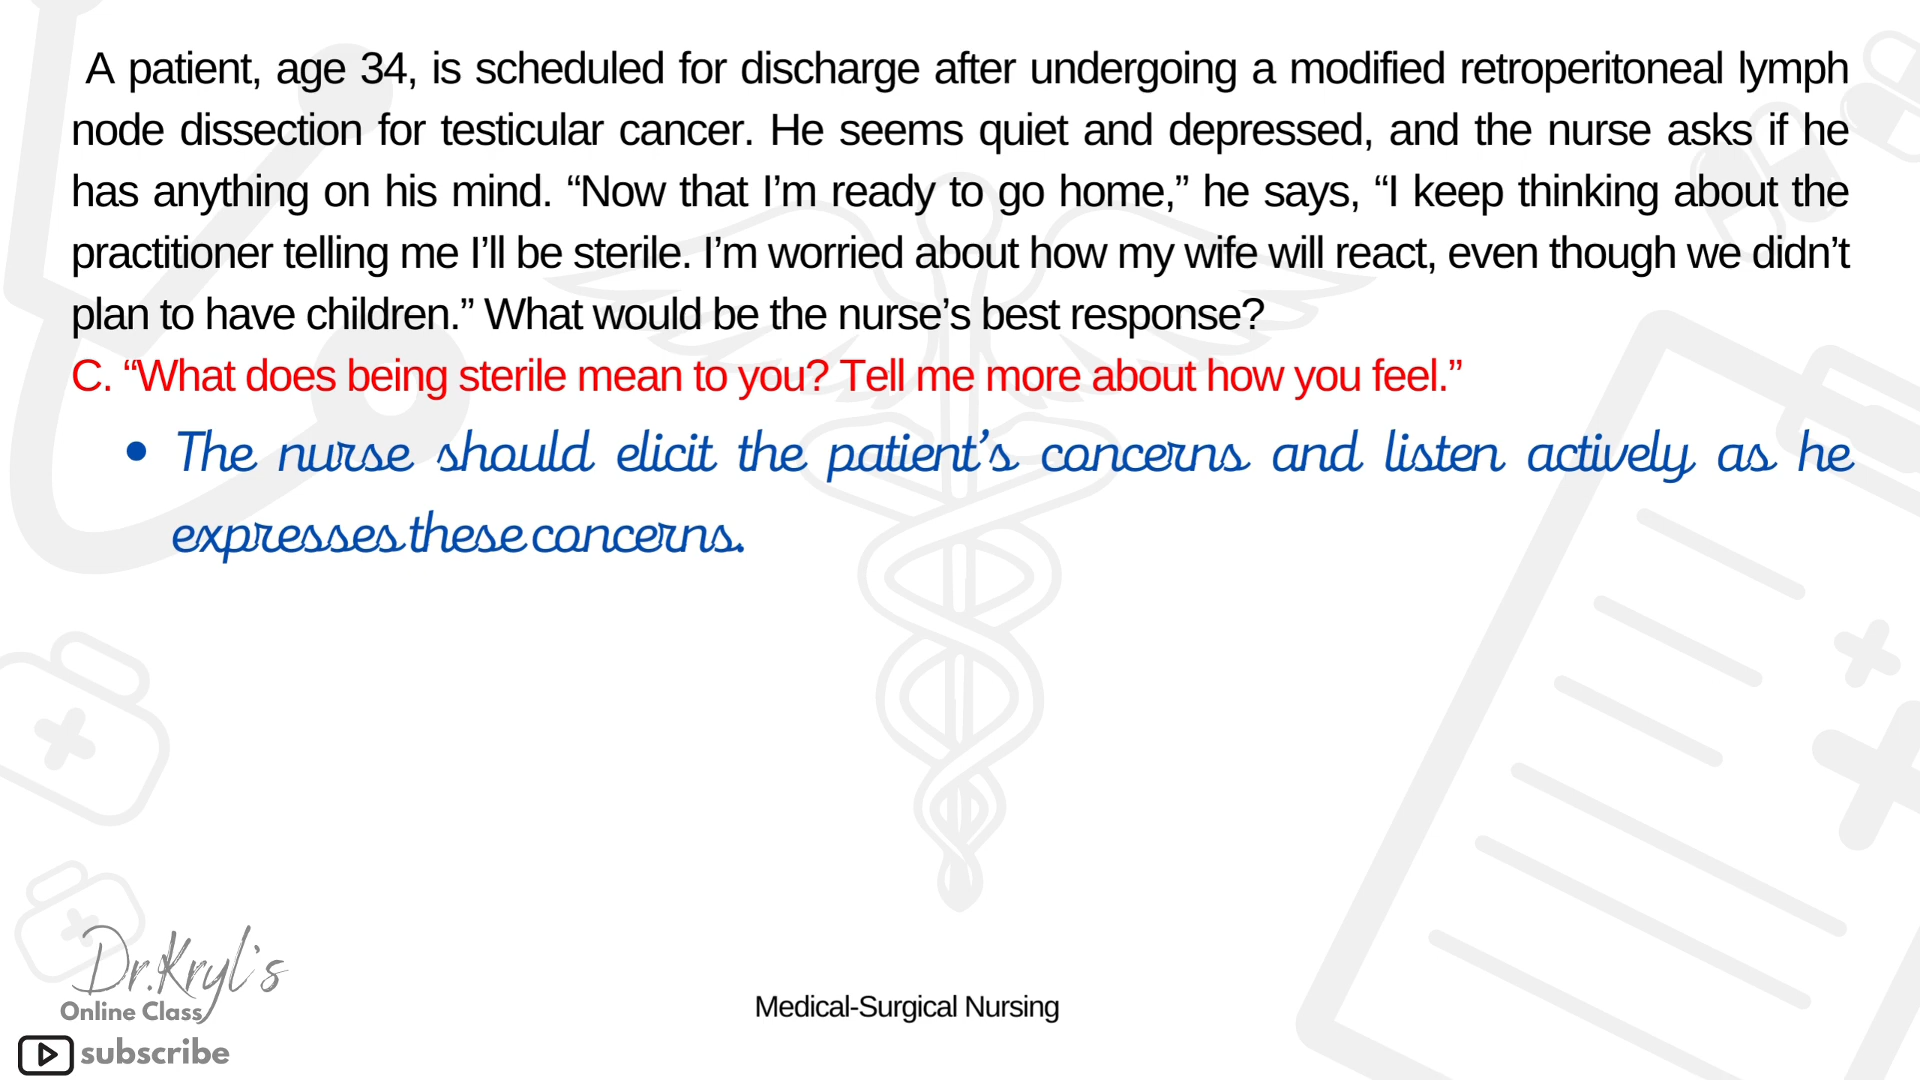 A patient, age 34, is scheduled for discharge after undergoing a modified retroperitoneal lymph
node dissection for testicular cancer. He seems quiet and depressed, and the nurse asks if he
has anything on his mind. “Now that I’m ready to go home,” he says, “I keep thinking about the
practitioner telling me I’ll be sterile. I’m worried about how my wife will react, even though we didn’t
plan to have children.” What would be the nurse’s best response?
C. “What does being sterile mean to you? Tell me more about how you feel.”
• The nurse should elicit the patient’s concerns and listen actively as he
expresses these concerns.
Dr.Kryl's
Online Class
subscribe
Medical-Surgical Nursing